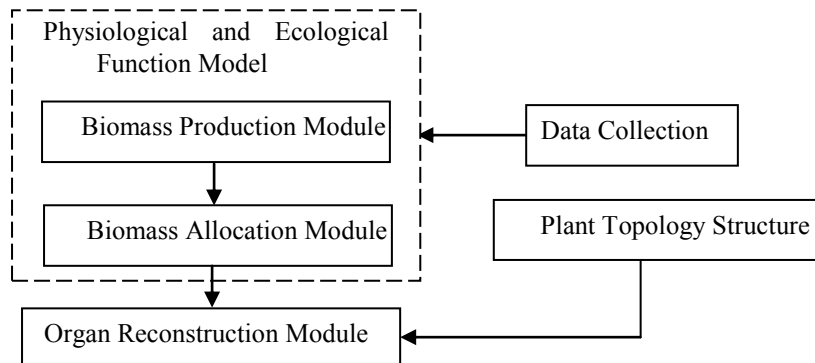 Physiological and Ecological
Function Model
Biomass Production Module
Data Collection
Biomass Allocation Module
Plant Topology Structure
Organ Reconstruction Module